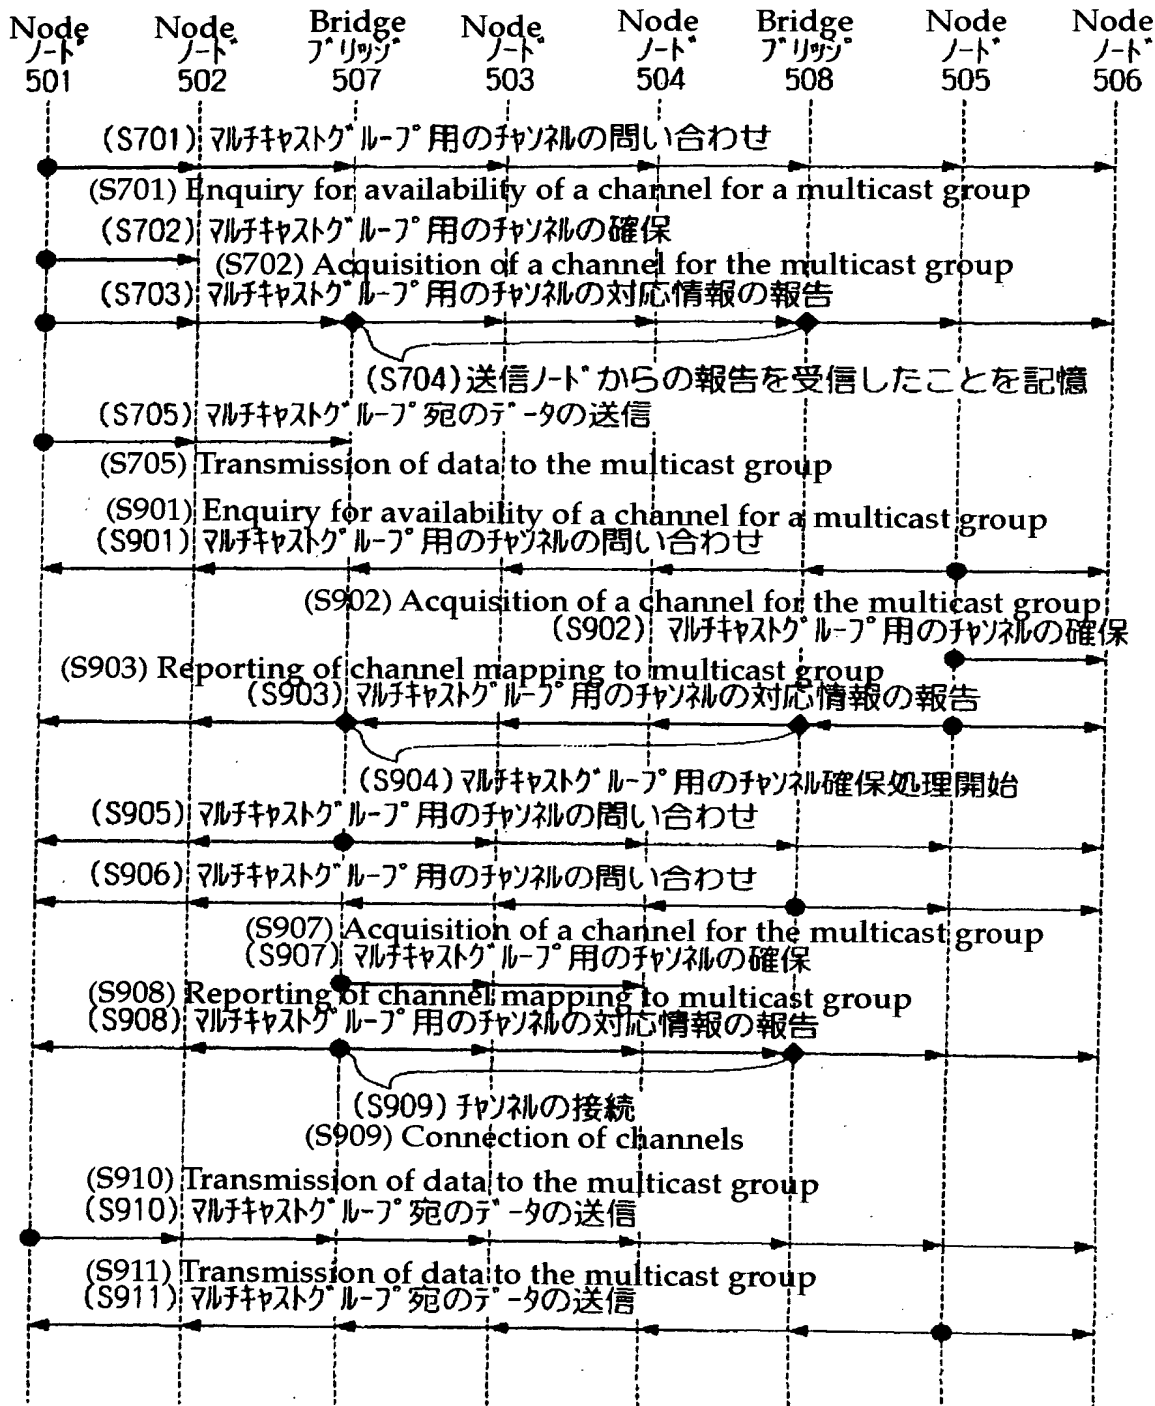 Node Node Bridge Node Node Bridge Node Node
ノード ノード ブリッジ ノード ノード ブリッジ ノード ノード
501 502 507 503 504 508 505 506
(S701) マルチキャストグループ用のチャンネルの問い合わせ
(S701) Enquiry for availability of a channel for a multicast group
(S702) マルチキャストグループ用のチャンネルの確保
(S702) Acquisition of a channel for the multicast group
(S703) マルチキャストグループ用のチャンネルの対応情報の報告
(S704) 送信ノードからの報告を受信したことを記憶
(S705) マルチキャストグループ宛のデータの送信
(S705) Transmission of data to the multicast group
(S901) Enquiry for availability of a channel for a multicast group
(S901) マルチキャストグループ用のチャンネルの問い合わせ
(S902) Acquisition of a channel for the multicast group
(S902) マルチキャストグループ用のチャンネルの確保
(S903) Reporting of channel mapping to multicast group
(S903) マルチキャストグループ用のチャンネルの対応情報の報告
(S904) マルチキャストグループ用のチャンネル確保処理開始
(S905) マルチキャストグループ用のチャンネルの問い合わせ
(S906) マルチキャストグループ用のチャンネルの問い合わせ
(S907) Acquisition of a channel for the multicast group
(S907) マルチキャストグループ用のチャンネルの確保
(S908) Reporting of channel mapping to multicast group
(S908) マルチキャストグループ用のチャンネルの対応情報の報告
(S909) チャンネルの接続
(S909) Connection of channels
(S910) Transmission of data to the multicast group
(S910) マルチキャストグループ宛のデータの送信
(S911) Transmission of data to the multicast group
(S911) マルチキャストグループ宛のデータの送信